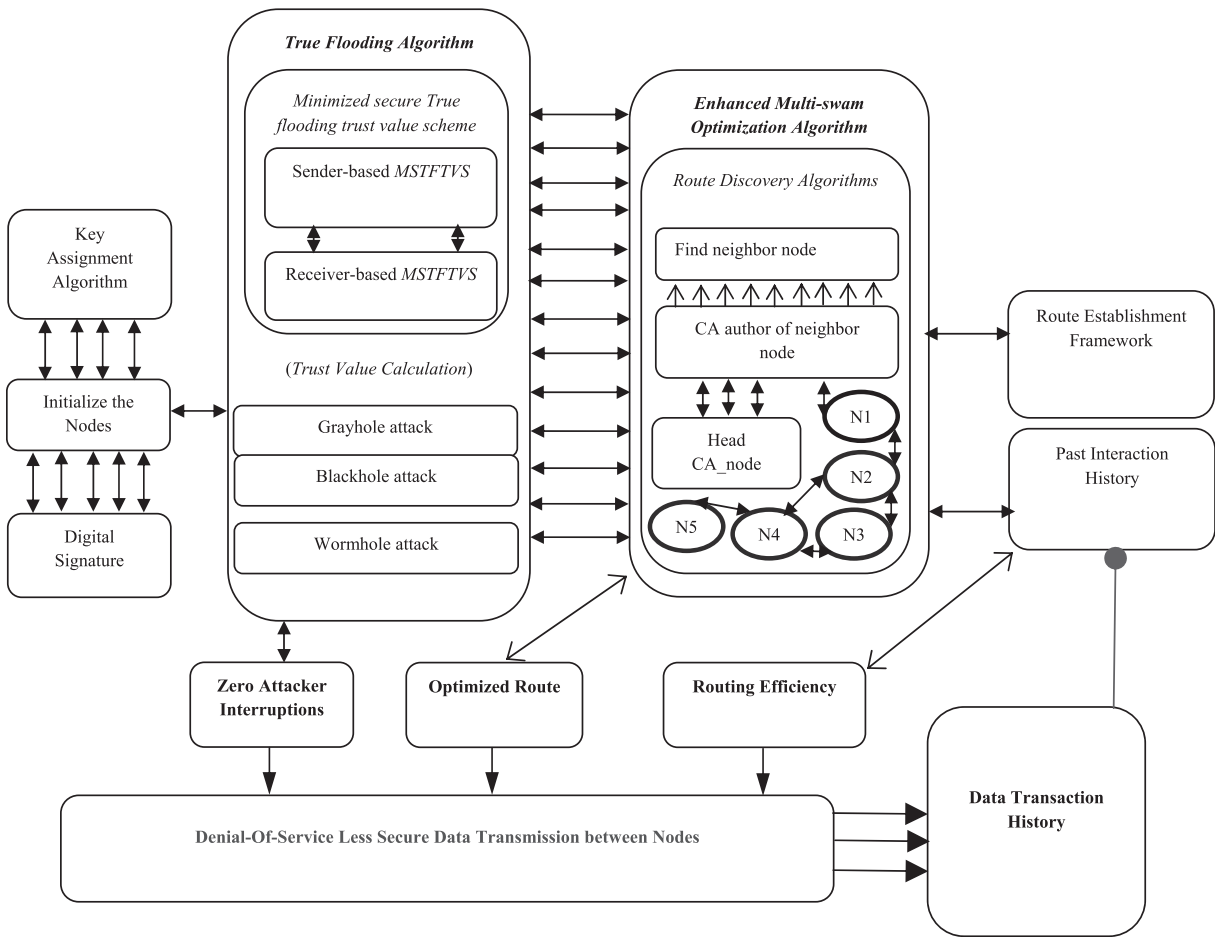 True Flooding Algorithm
Minimized secure True
flooding trust value scheme
Sender-based MSTFTVS
Receiver-based MSTFTVS
(Trust Value Calculation)
Grayhole attack
Blackhole attack
Wormhole attack
Key
Assignment
Algorithm
Initialize the
Nodes
Digital
Signature
Enhanced Multi-swam
Optimization Algorithm
Route Discovery Algorithms
Find neighbor node
CA author of neighbor
node
Head
CA_node
N1
N2
N3
N4
N5
Route Establishment
Framework
Past Interaction
History
Zero Attacker
Interruptions
Optimized Route
Routing Efficiency
Denial-Of-Service Less Secure Data Transmission between Nodes
Data Transaction
History